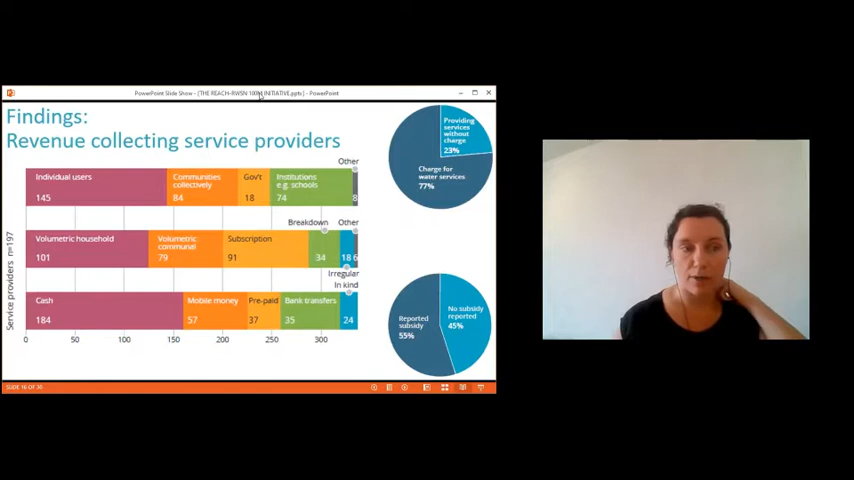 PowerPoint Slide Show - [THE REACH-RWSN 100M INITIATIVE.pptx] - PowerPoint
Findings:
Revenue collecting service providers
Other
Individual users
145
Communities
collectively
84
Gov't
18
Institutions
e.g. schools
74
8
Breakdown
Other
Volumetric household
101
Volumetric
communal
79
Subscription
91
34
18
6
Irregular
In kind
Cash
184
Mobile money
57
Pre-paid
37
Bank transfers
35
24
0
50
100
150
200
250
300
Service providers n=197
Providing
services
without
charge
23%
Charge for
water services
77%
Reported
subsidy
55%
No subsidy
reported
45%
SLIDE 16 OF 30